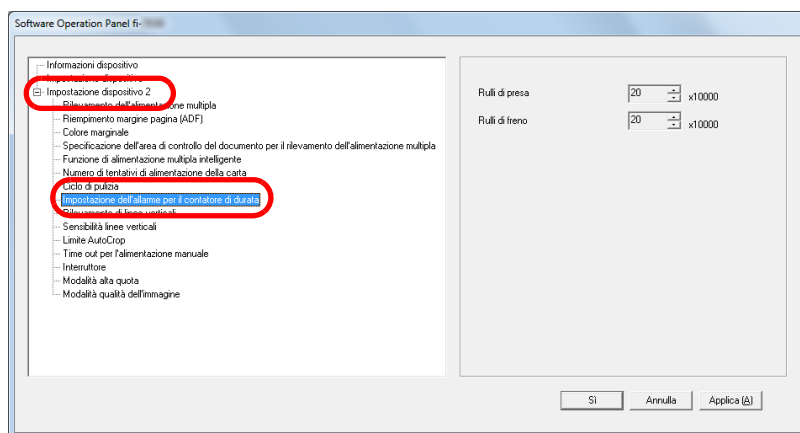 Software Operation Panel fi-
Informazioni dispositivo
Impostazione dispositivo
Impostazione dispositivo 2
Rilevamento dell'alimentazione multipla
Riempimento margine pagina (ADF)
Colore marginale
Specificazione dell'area di controllo del documento per il rilevamento dell'alimentazione multipla
Funzione di alimentazione multipla intelligente
Numero di tentativi di alimentazione della carta
Ciclo di pulizia
Impostazione dell'allarme per il contatore di durata
Rilevamento di linee verticali
Sensibilità linee verticali
Limite AutoCrop
Time out per l'alimentazione manuale
Interruttore
Modalità alta quota
Modalità qualità dell'immagine
Rulli di presa 20 x10000
Rulli di freno 20 x10000
Sì Annulla Applica (A)